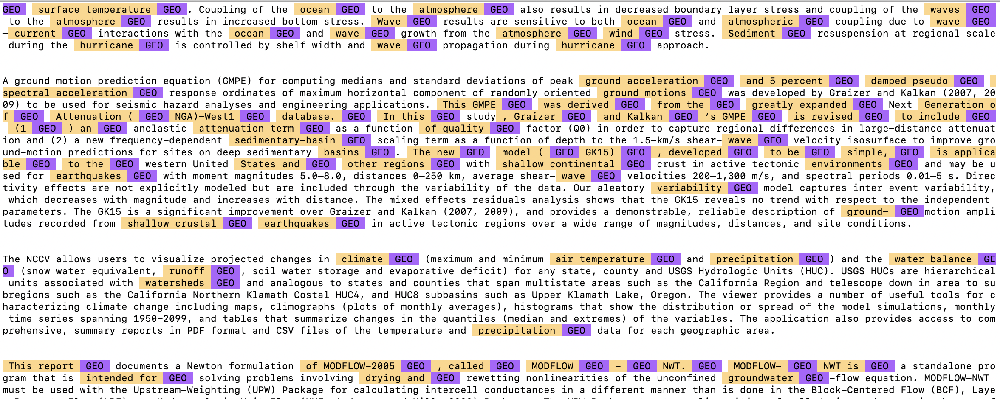 GEO surface temperature GEO . Coupling of the ocean GEO to the atmosphere GEO also results in decreased boundary layer stress and coupling of the waves GEO
to the atmosphere GEO results in increased bottom stress. Wave GEO results are sensitive to both ocean GEO and atmospheric GEO coupling due to wave GEO
— current GEO interactions with the ocean GEO and wave GEO growth from the atmosphere GEO wind GEO stress. Sediment GEO resuspension at regional scale
during the hurricane GEO is controlled by shelf width and wave GEO propagation during hurricane GEO approach.
A ground-motion prediction equation (GMPE) for computing medians and standard deviations of peak ground acceleration GEO and 5-percent GEO damped pseudo GEO
spectral acceleration GEO response ordinates of maximum horizontal component of randomly oriented ground motions GEO was developed by Graizer and Kalkan (2007, 20
09) to be used for seismic hazard analyses and engineering applications. This GMPE GEO was derived GEO from the GEO greatly expanded GEO Next Generation o
f GEO Attenuation ( GEO NGA)-West1 GEO database. GEO In this GEO study , Graizer GEO and Kalkan GEO 's GMPE GEO is revised GEO to include GEO
(1 GEO ) an GEO anelastic attenuation term GEO as a function of quality GEO factor (Q0) in order to capture regional differences in large-distance attenuat
ion and (2) a new frequency-dependent sedimentary-basin GEO scaling term as a function of depth to the 1.5-km/s shear- wave GEO velocity isosurface to improve gro
und-motion predictions for sites on deep sedimentary basins GEO . The new GEO model ( GEO GK15) GEO , developed GEO to be GEO simple, GEO is applica
ble GEO to the GEO western United States and GEO other regions GEO with shallow continental GEO crust in active tectonic environments GEO and may be u
sed for earthquakes GEO with moment magnitudes 5.0–8.0, distances 0–250 km, average shear- wave GEO velocities 200–1,300 m/s, and spectral periods 0.01–5 s. Direc
tivity effects are not explicitly modeled but are included through the variability of the data. Our aleatory variability GEO model captures inter-event variability,
which decreases with magnitude and increases with distance. The mixed-effects residuals analysis shows that the GK15 reveals no trend with respect to the independent
parameters. The GK15 is a significant improvement over Graizer and Kalkan (2007, 2009), and provides a demonstrable, reliable description of ground- GEO motion ampli
tudes recorded from shallow crustal GEO earthquakes GEO in active tectonic regions over a wide range of magnitudes, distances, and site conditions.
The NCCV allows users to visualize projected changes in climate GEO (maximum and minimum air temperature GEO and precipitation GEO ) and the water balance GE
O (snow water equivalent, runoff GEO , soil water storage and evaporative deficit) for any state, county and USGS Hydrologic Units (HUC). USGS HUCs are hierarchical
units associated with watersheds GEO and analogous to states and counties that span multistate areas such as the California Region and telescope down in area to su
bregions such as the California-Northern Klamath-Costal HUC4, and HUC8 subbasins such as Upper Klamath Lake, Oregon. The viewer provides a number of useful tools for c
haracterizing climate change including maps, climographs (plots of monthly averages), histograms that show the distribution or spread of the model simulations, monthly
time series spanning 1950-2099, and tables that summarize changes in the quantiles (median and extremes) of the variables. The application also provides access to com
prehensive, summary reports in PDF format and CSV files of the temperature and precipitation GEO data for each geographic area.
This report GEO documents a Newton formulation of MODFLOW-2005 GEO , called GEO MODFLOW GEO - GEO NWT. GEO MODFLOW- GEO NWT is GEO a standalone pro
gram that is intended for GEO solving problems involving drying and GEO rewetting nonlinearities of the unconfined groundwater GEO -flow equation. MODFLOW-NWT
must be used with the Upstream-Weighting (UPW) Package for calculating intercell conductances in a different manner than is done in the Block-Centered Flow (BCF), Laye